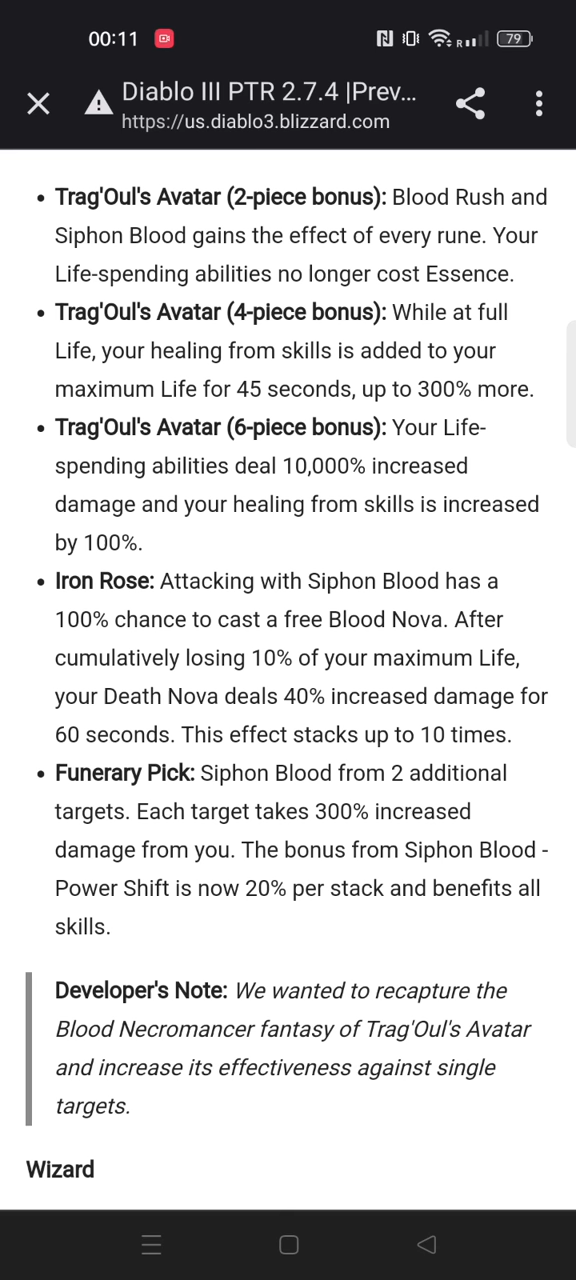 00:11
R
79
Diablo III PTR 2.7.4 |Prev...
https://us.diablo3.blizzard.com
• Trag'Oul's Avatar (2-piece bonus): Blood Rush and
Siphon Blood gains the effect of every rune. Your
Life-spending abilities no longer cost Essence.
• Trag'Oul's Avatar (4-piece bonus): While at full
Life, your healing from skills is added to your
maximum Life for 45 seconds, up to 300% more.
• Trag'Oul's Avatar (6-piece bonus): Your Life-
spending abilities deal 10,000% increased
damage and your healing from skills is increased
by 100%.
• Iron Rose: Attacking with Siphon Blood has a
100% chance to cast a free Blood Nova. After
cumulatively losing 10% of your maximum Life,
your Death Nova deals 40% increased damage for
60 seconds. This effect stacks up to 10 times.
• Funerary Pick: Siphon Blood from 2 additional
targets. Each target takes 300% increased
damage from you. The bonus from Siphon Blood -
Power Shift is now 20% per stack and benefits all
skills.
Developer's Note: We wanted to recapture the
Blood Necromancer fantasy of Trag'Oul's Avatar
and increase its effectiveness against single
targets.
Wizard